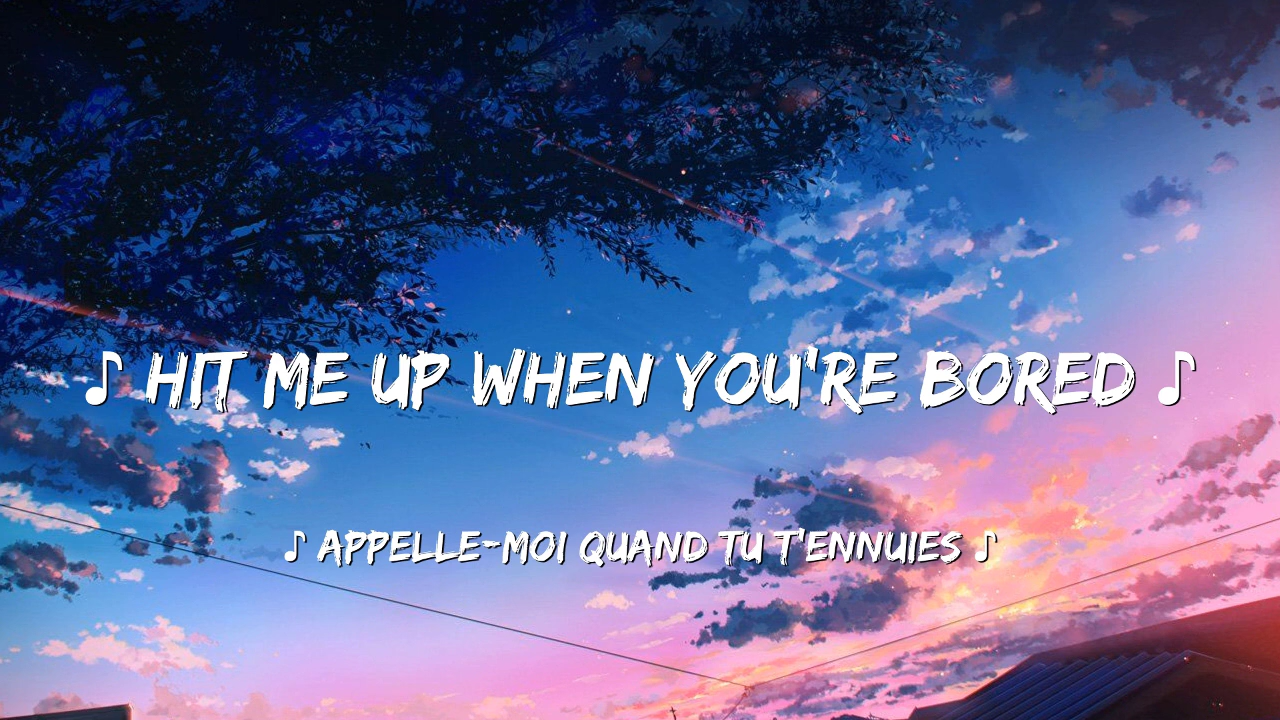 ♪ HIT ME UP WHEN YOU'RE BORED ♪
♪ APPELLE-MOI QUAND TU T'ENNUIES ♪